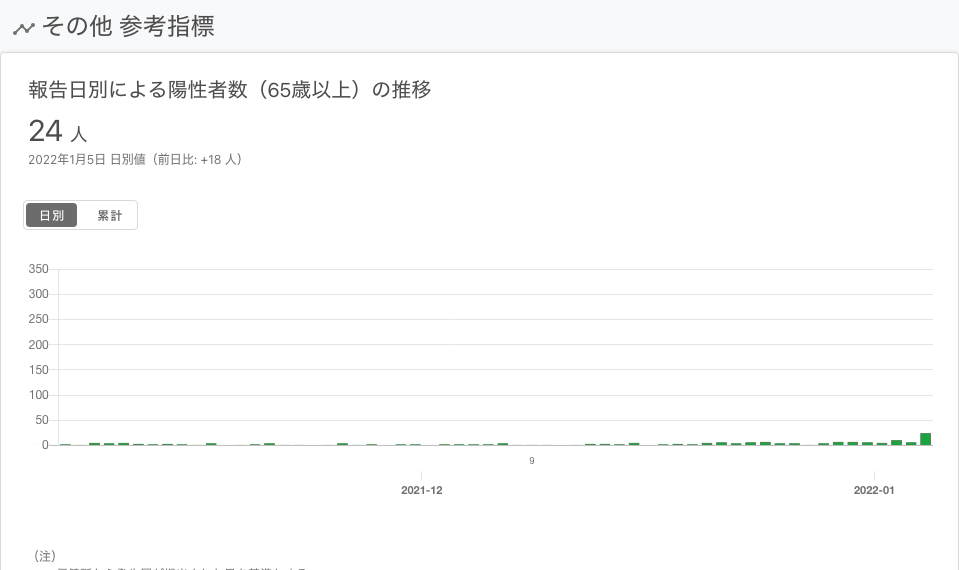 その他 参考指標
報告日別による陽性者数（65歳以上）の推移
24 人
2022年1月5日 日別値（前日比: +18 人）
日別 累計
350
300
250
200
150
100
50
0
9
2021-12 2022-01
（注）